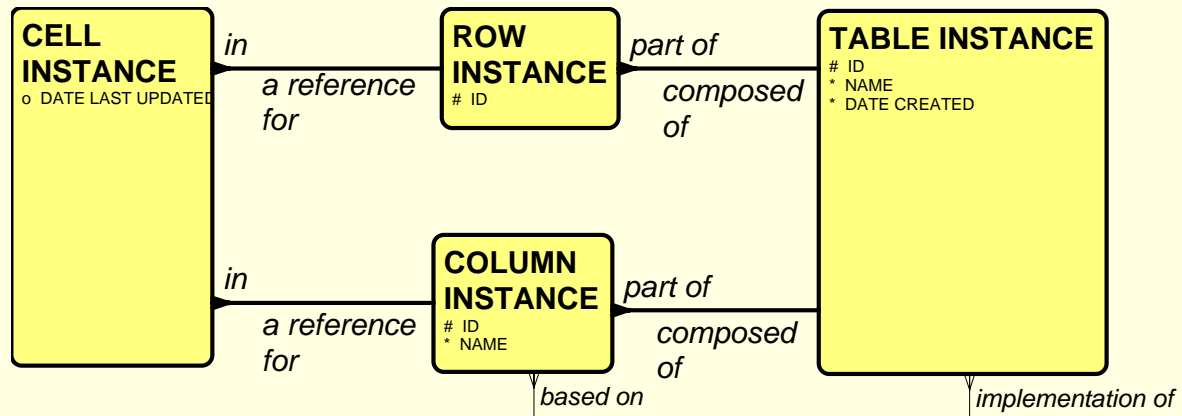 CELL
INSTANCE
o DATE LAST UPDATED
in
a reference
for
ROW
INSTANCE
# ID
part of
composed
of
TABLE INSTANCE
# ID
* NAME
* DATE CREATED
in
a reference
for
COLUMN
INSTANCE
# ID
* NAME
part of
composed
of
based on
implementation of